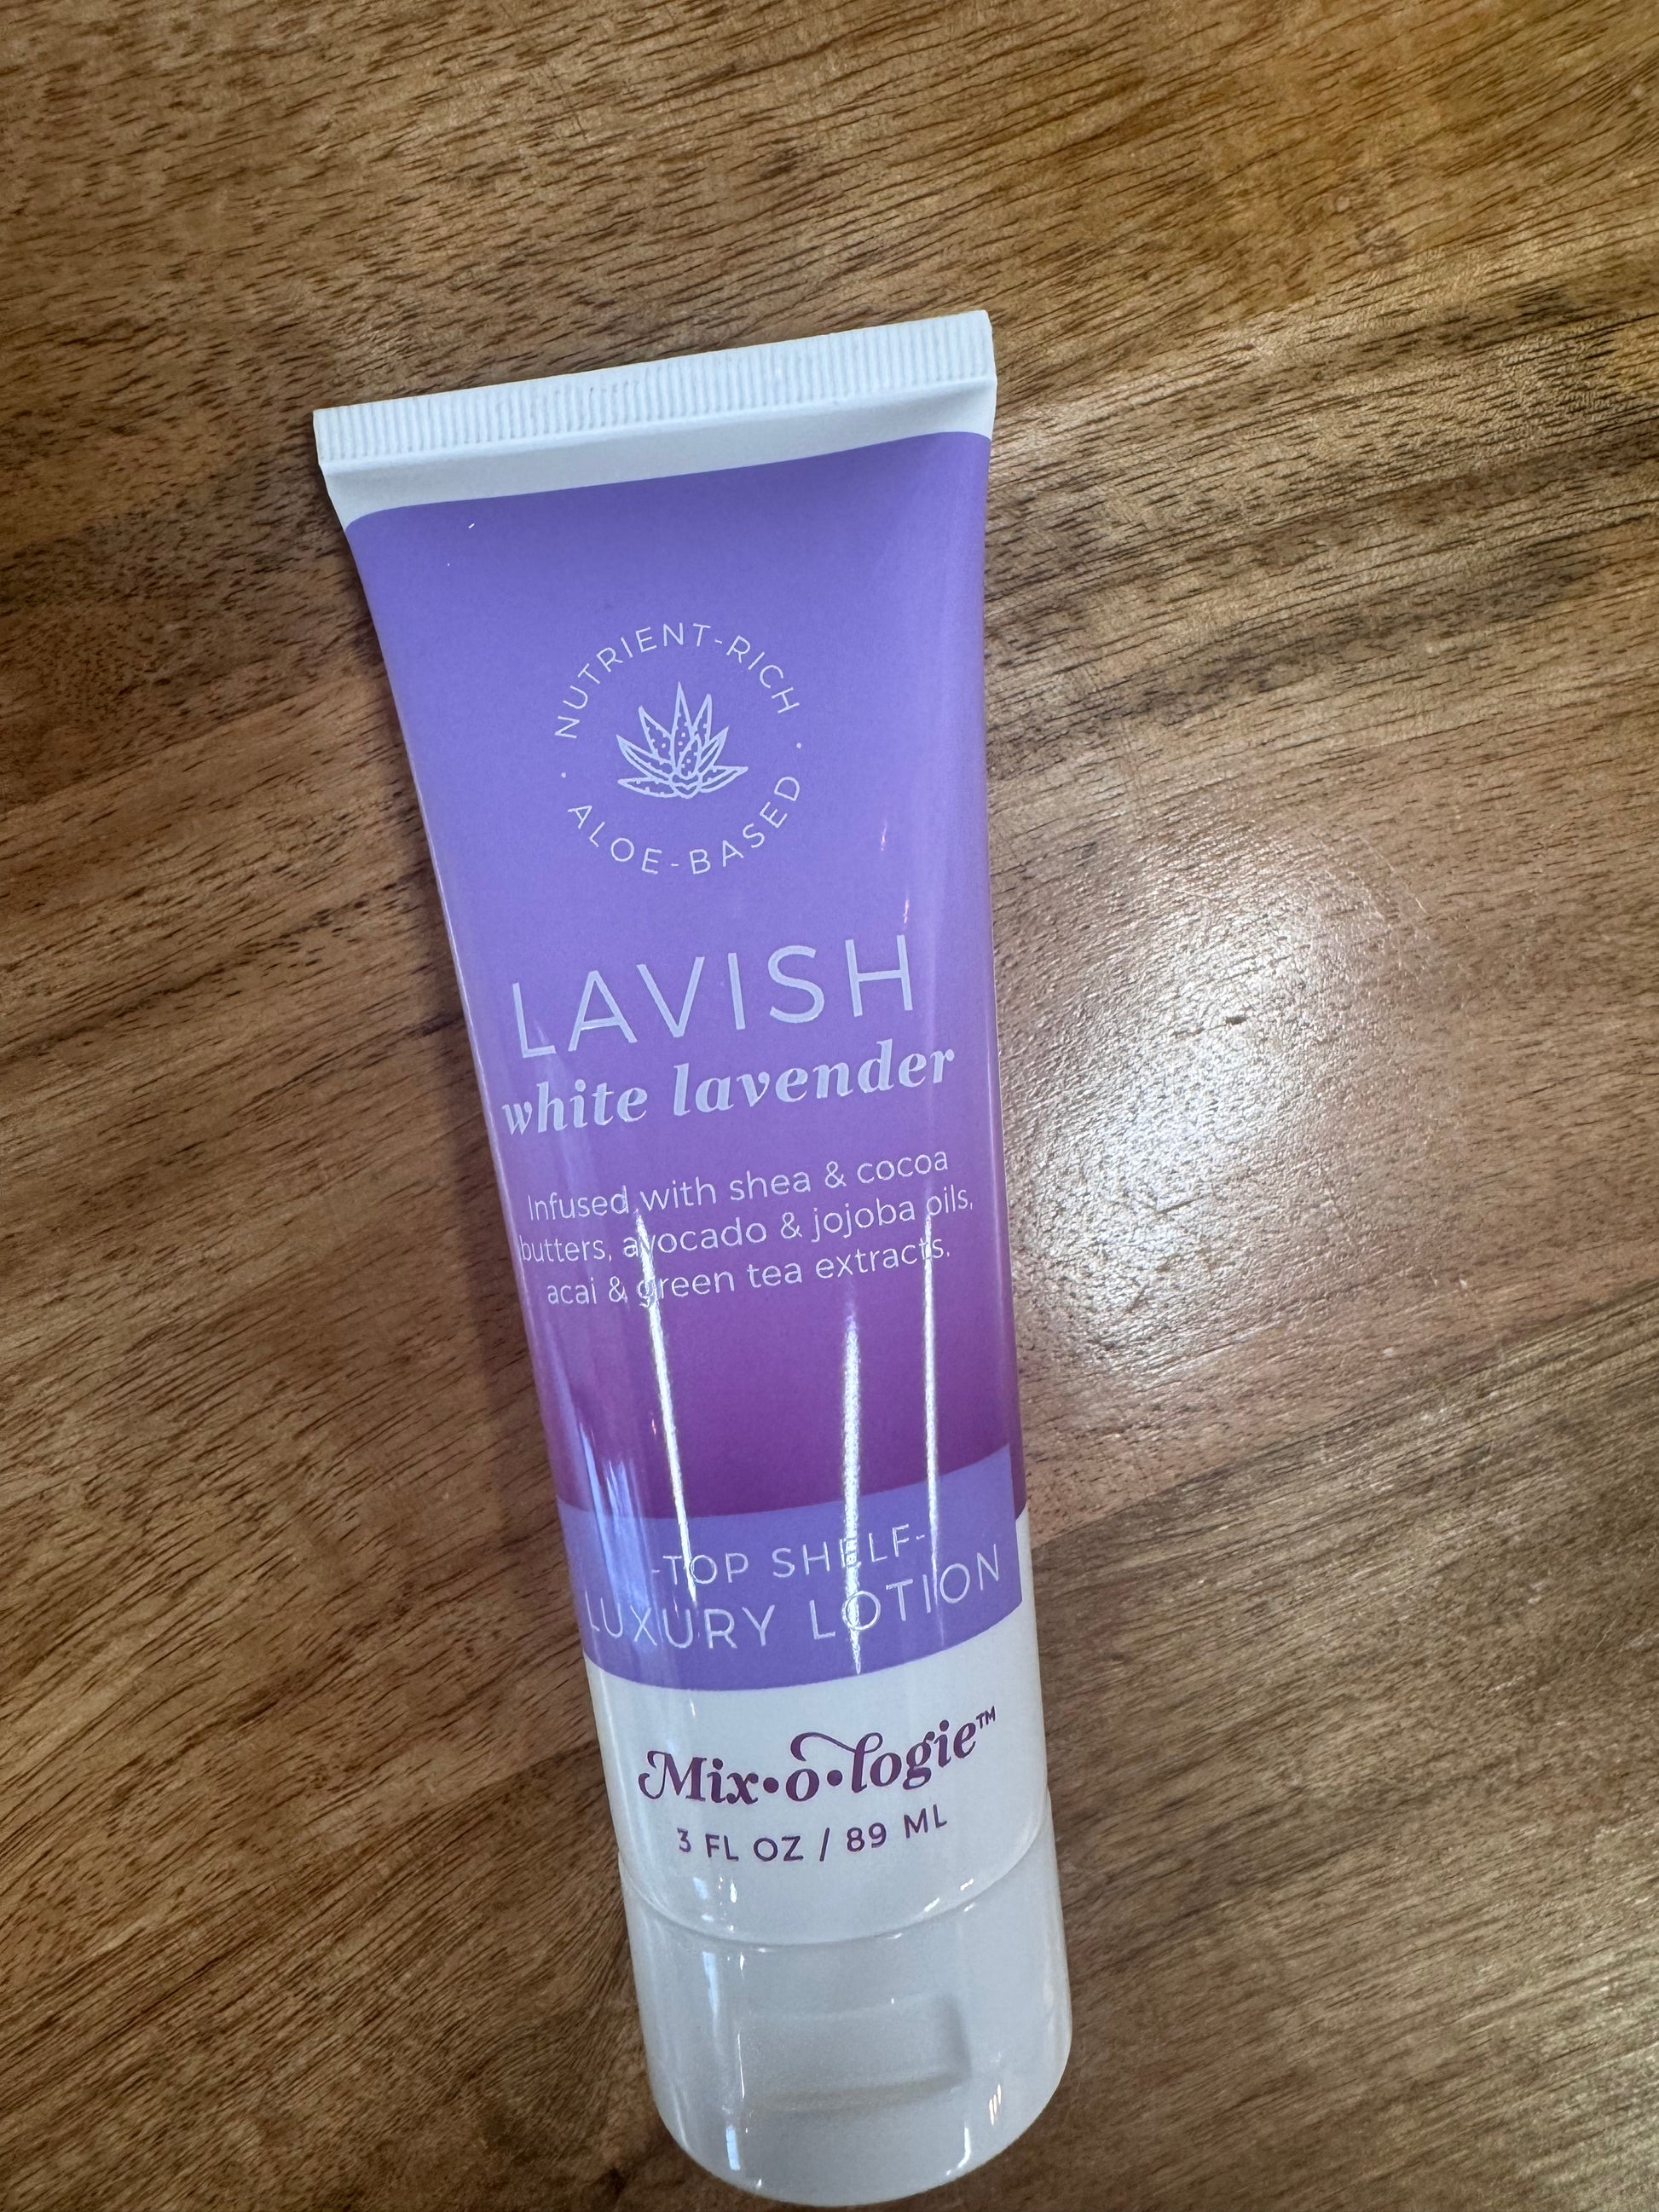 NUTRIENT-RICH
· ALOE-BASED ·
LAVISH
white lavender
Infused with shea & cocoa
butters, avocado & jojoba oils,
acai & green tea extracts.
-TOP SHELF-
LUXURY LOTION
Mix•o•logie™
3 FL OZ / 89 ML